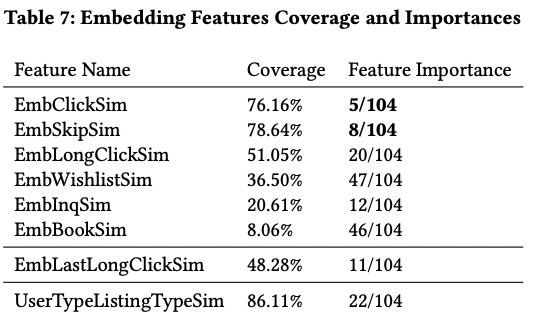 Table 7: Embedding Features Coverage and Importances
Feature Name Coverage Feature Importance
EmbClickSim 76.16% 5/104
EmbSkipSim 78.64% 8/104
EmbLongClickSim 51.05% 20/104
EmbWishlistSim 36.50% 47/104
EmbInqSim 20.61% 12/104
EmbBookSim 8.06% 46/104
EmbLastLongClickSim 48.28% 11/104
UserTypeListingTypeSim 86.11% 22/104